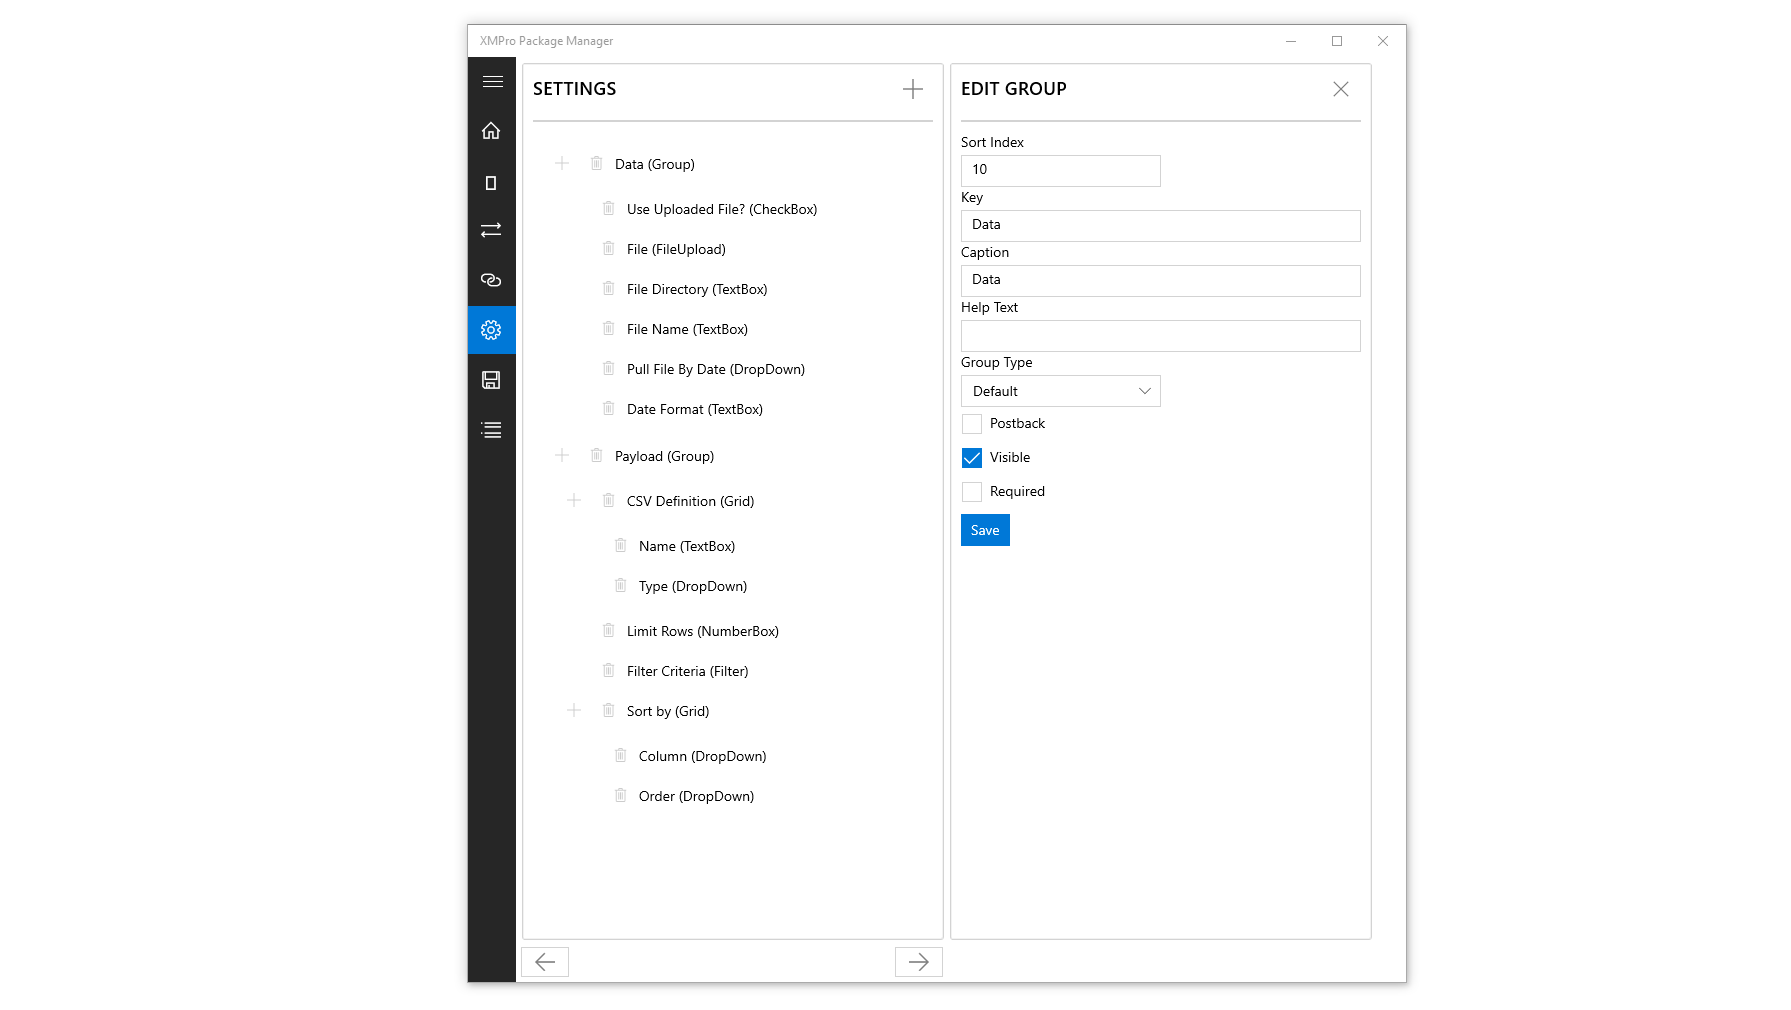 XMPro Package Manager
SETTINGS
Data (Group)
Use Uploaded File? (CheckBox)
File (FileUpload)
File Directory (TextBox)
File Name (TextBox)
Pull File By Date (DropDown)
Date Format (TextBox)
Payload (Group)
CSV Definition (Grid)
Name (TextBox)
Type (DropDown)
Limit Rows (NumberBox)
Filter Criteria (Filter)
Sort by (Grid)
Column (DropDown)
Order (DropDown)
EDIT GROUP
Sort Index
10
Key
Data
Caption
Data
Help Text
Group Type
Default
Postback
Visible
Required
Save